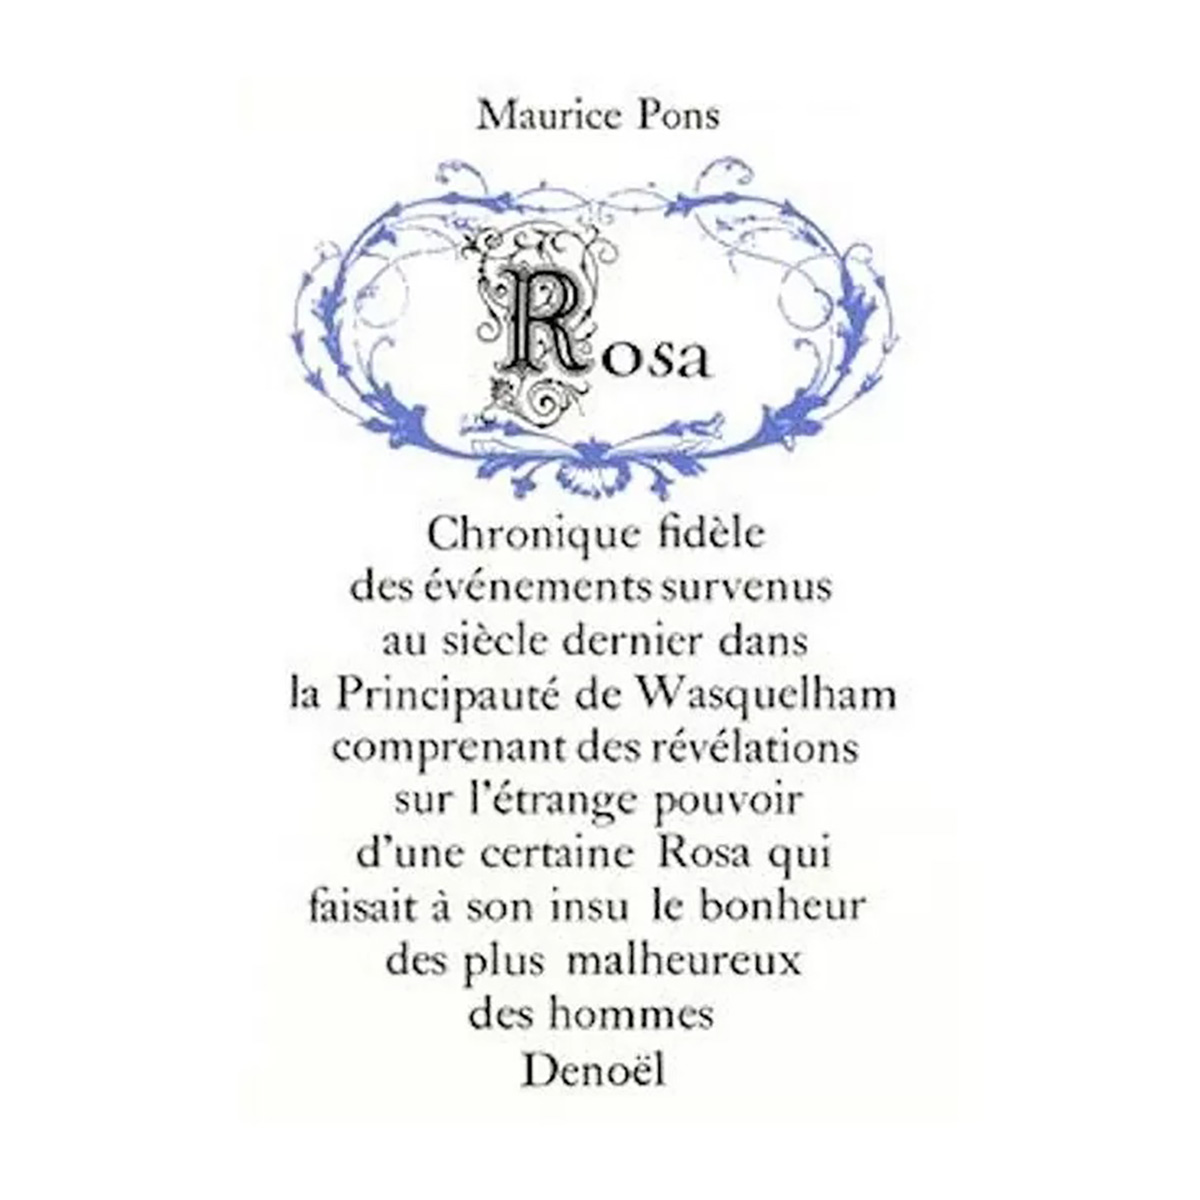 Maurice Pons
Rosa
Chronique fidèle
des événements survenus
au siècle dernier dans
la Principauté de Wasquelham
comprenant des révélations
sur l'étrange pouvoir
d'une certaine Rosa qui
faisait à son insu le bonheur
des plus malheureux
des hommes
Denoël